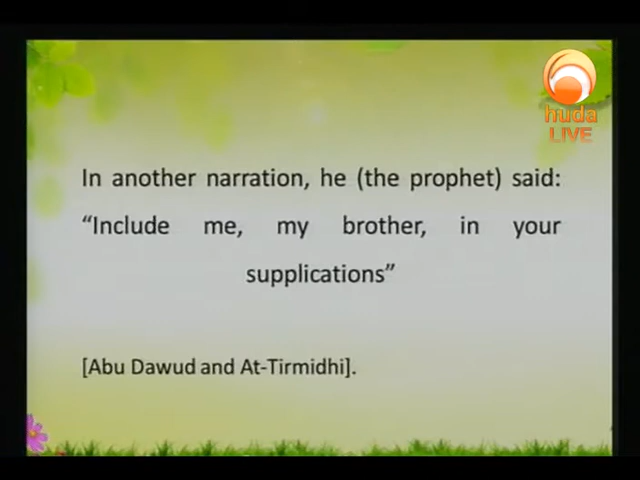 huda
LIVE
In another narration, he (the prophet) said:
“Include me, my brother, in your
supplications”
[Abu Dawud and At-Tirmidhi].